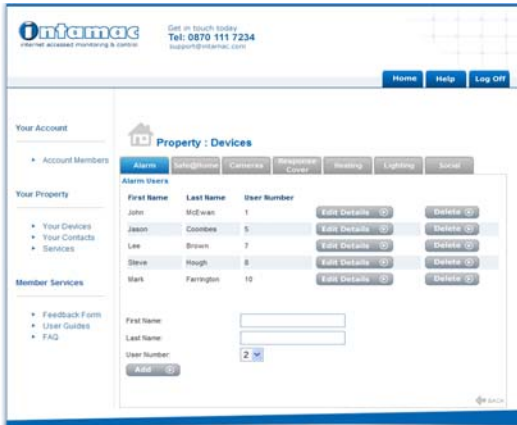 intamac
internet accessed monitoring & control
Get in touch today
Tel: 0870 111 7234
support@intamac.com
Home Help Log Off
Your Account
Account Members
Your Property
Your Devices
Your Contacts
Services
Member Services
Feedback Form
User Guides
FAQ
Property : Devices
Alarm Safe@Home Cameras Response Cover Heating Lighting Social
Alarm Users
First Name Last Name User Number
John McEwan 1 Edit Details Delete
Jason Coombes 5 Edit Details Delete
Lee Brown 7 Edit Details Delete
Steve Hough 8 Edit Details Delete
Mark Farrington 10 Edit Details Delete
First Name:
Last Name:
User Number: 2
Add
BACK